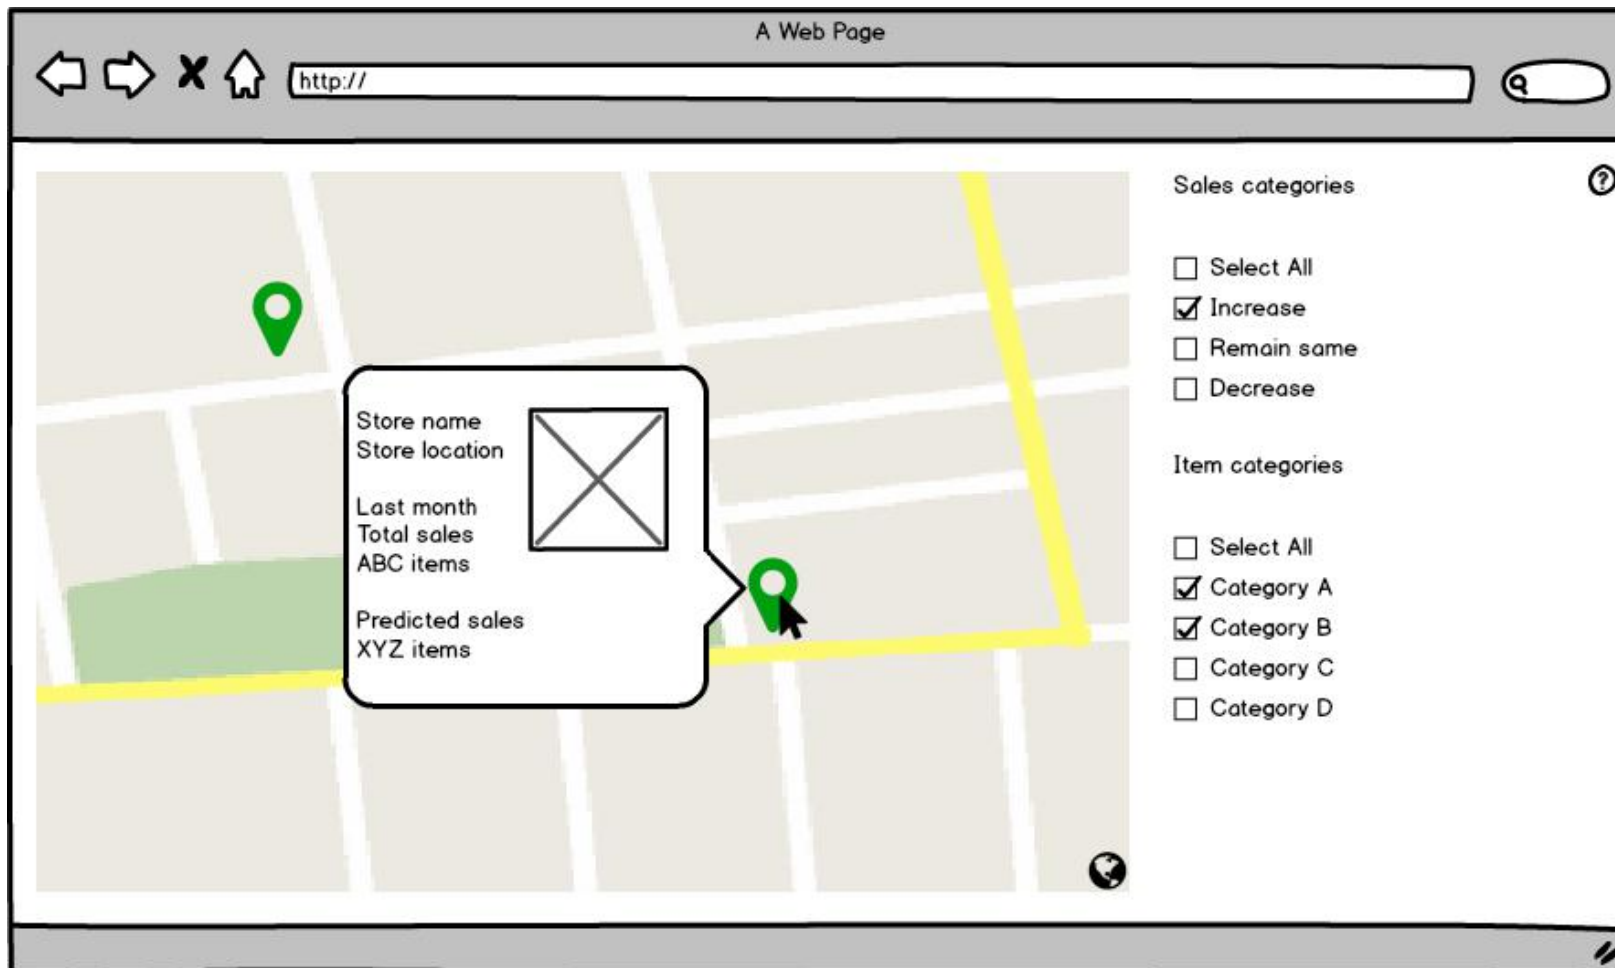 A Web Page
http://
Sales categories
?
Select All
Increase
Remain same
Decrease
Item categories
Select All
Category A
Category B
Category C
Category D
Store name
Store location
Last month
Total sales
ABC items
Predicted sales
XYZ items